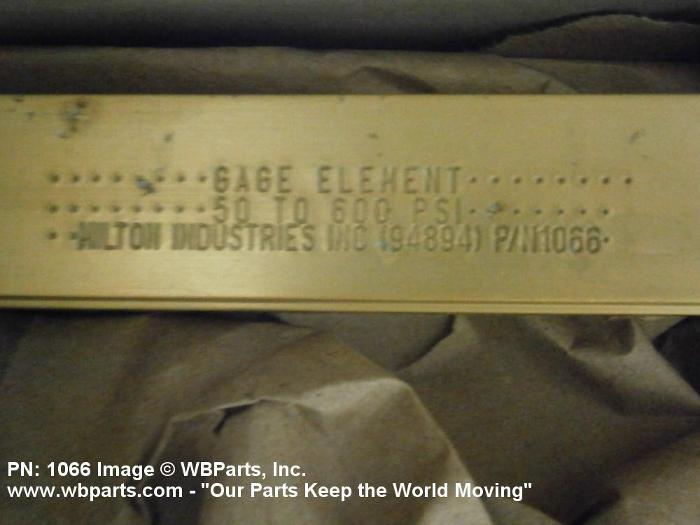 GAGE ELEMENT
50 TO 600 PSI
MILTON INDUSTRIES INC (94894) P/N1066
PN: 1066 Image © WBParts, Inc.
www.wbparts.com - "Our Parts Keep the World Moving"